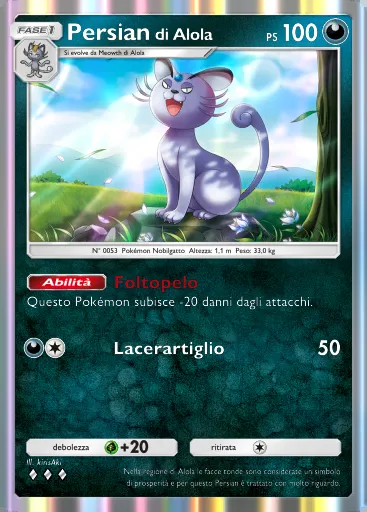 FASE 1
Persian di Alola
PS 100
Si evolve da Meowth di Alola
N° 0053 Pokémon Nobilgatto Altezza: 1,1 m Peso: 33,0 kg
Abilità Foltopelo
Questo Pokémon subisce -20 danni dagli attacchi.
Lacerartiglio 50
debolezza +20
ritirata
Ill. kirisAki
Nella regione di Alola le facce tonde sono considerate un simbolo
di prosperità e per questo Persian è trattato con molto riguardo.